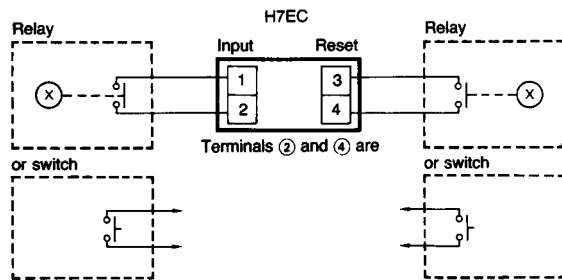 H7EC
Relay
Input
Reset
Relay
X
1
3
X
2
4
Terminals ② and ④ are
or switch
or switch